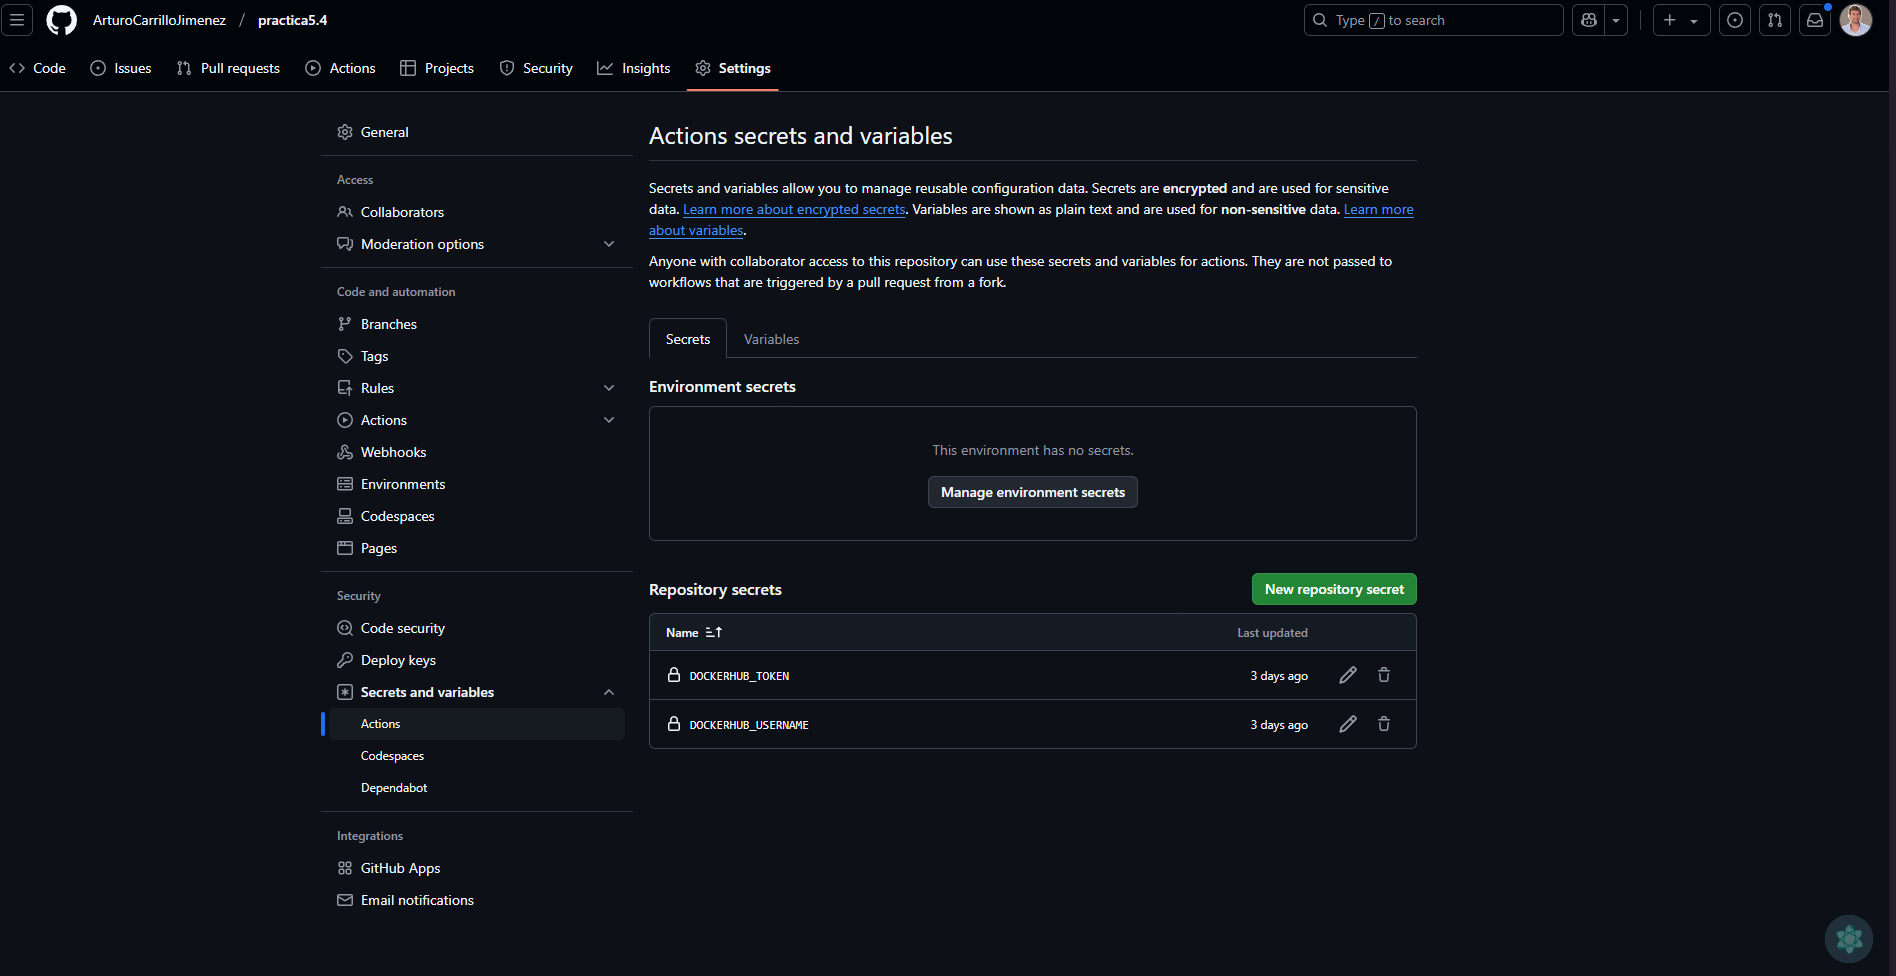 ArturoCarrilloJimenez / practica5.4
Type / to search
Code
Issues
Pull requests
Actions
Projects
Security
Insights
Settings
General
Access
Collaborators
Moderation options
Code and automation
Branches
Tags
Rules
Actions
Webhooks
Environments
Codespaces
Pages
Security
Code security
Deploy keys
Secrets and variables
Actions
Codespaces
Dependabot
Integrations
GitHub Apps
Email notifications
Actions secrets and variables
Secrets and variables allow you to manage reusable configuration data. Secrets are encrypted and are used for sensitive
data. Learn more about encrypted secrets. Variables are shown as plain text and are used for non-sensitive data. Learn more
about variables.
Anyone with collaborator access to this repository can use these secrets and variables for actions. They are not passed to
workflows that are triggered by a pull request from a fork.
Secrets
Variables
Environment secrets
This environment has no secrets.
Manage environment secrets
Repository secrets
New repository secret
Name
Last updated
DOCKERHUB_TOKEN
3 days ago
DOCKERHUB_USERNAME
3 days ago